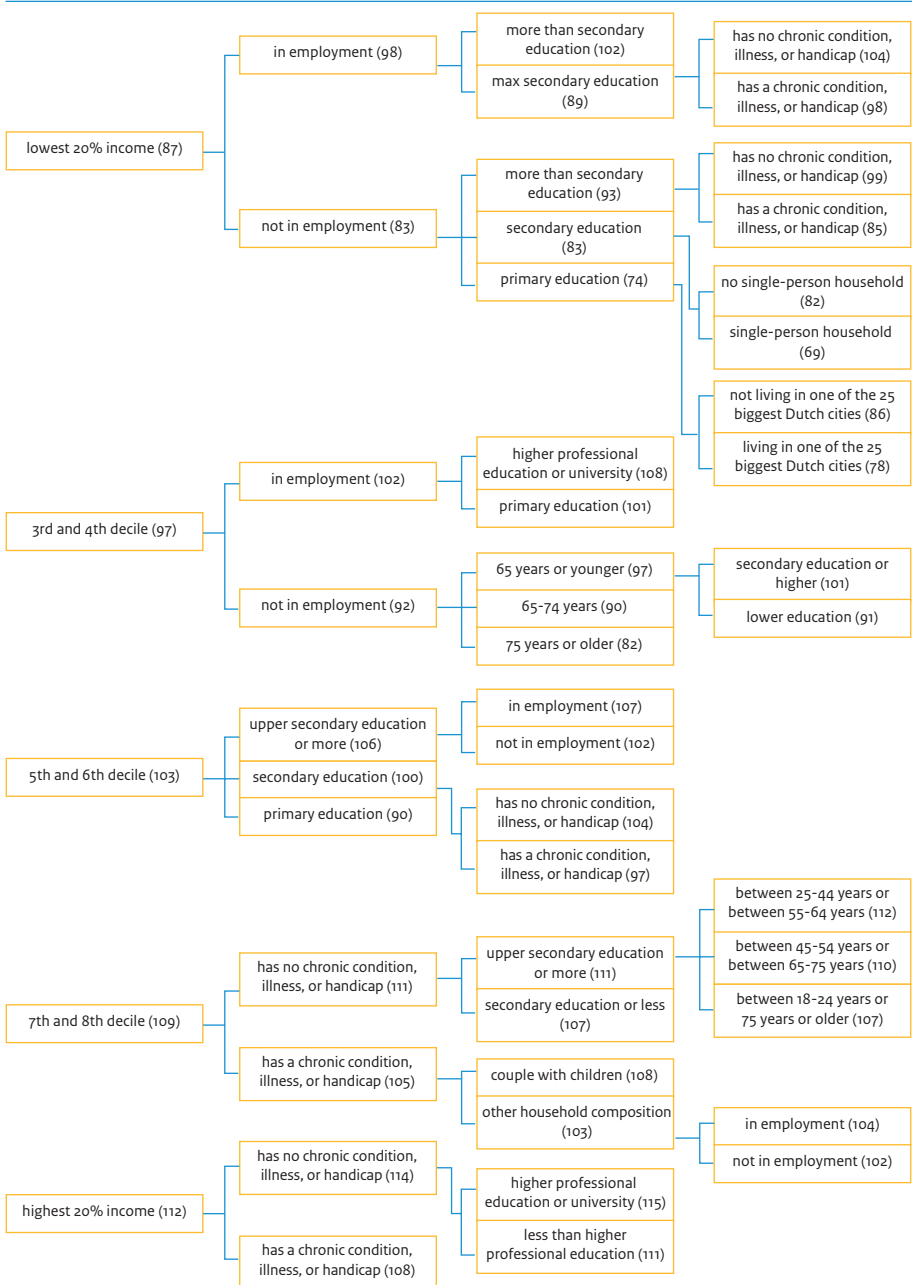 lowest 20% income (87)
in employment (98)
more than secondary
education (102)
max secondary education
(89)
has no chronic condition,
illness, or handicap (104)
has a chronic condition,
illness, or handicap (98)
not in employment (83)
more than secondary
education (93)
secondary education
(83)
primary education (74)
has no chronic condition,
illness, or handicap (99)
has a chronic condition,
illness, or handicap (85)
no single-person household
(82)
single-person household
(69)
not living in one of the 25
biggest Dutch cities (86)
living in one of the 25
biggest Dutch cities (78)
3rd and 4th decile (97)
in employment (102)
higher professional
education or university (108)
primary education (101)
not in employment (92)
65 years or younger (97)
65-74 years (90)
75 years or older (82)
secondary education or
higher (101)
lower education (91)
5th and 6th decile (103)
upper secondary education
or more (106)
secondary education (100)
primary education (90)
in employment (107)
not in employment (102)
has no chronic condition,
illness, or handicap (104)
has a chronic condition,
illness, or handicap (97)
7th and 8th decile (109)
has no chronic condition,
illness, or handicap (111)
upper secondary education
or more (111)
secondary education or less
(107)
between 25-44 years or
between 55-64 years (112)
between 45-54 years or
between 65-75 years (110)
between 18-24 years or
75 years or older (107)
has a chronic condition,
illness, or handicap (105)
couple with children (108)
other household composition
(103)
in employment (104)
not in employment (102)
highest 20% income (112)
has no chronic condition,
illness, or handicap (114)
higher professional
education or university (115)
less than higher
professional education (111)
has a chronic condition,
illness, or handicap (108)